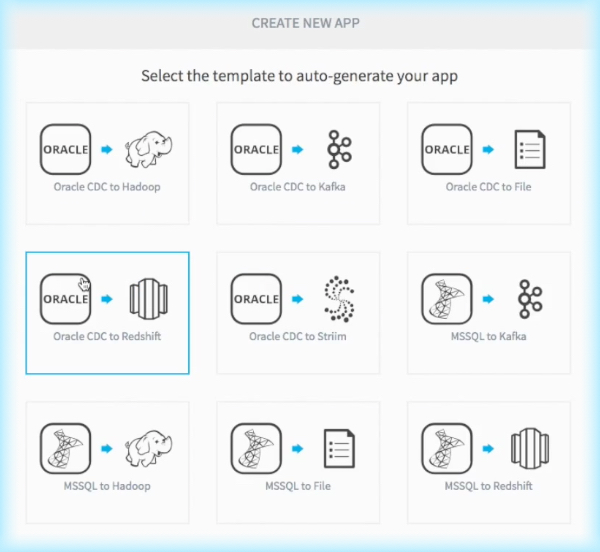 CREATE NEW APP
Select the template to auto-generate your app
ORACLE
Oracle CDC to Hadoop
ORACLE
Oracle CDC to Kafka
ORACLE
Oracle CDC to File
ORACLE
Oracle CDC to Redshift
ORACLE
Oracle CDC to Striim
MSSQL to Kafka
MSSQL to Hadoop
MSSQL to File
MSSQL to Redshift